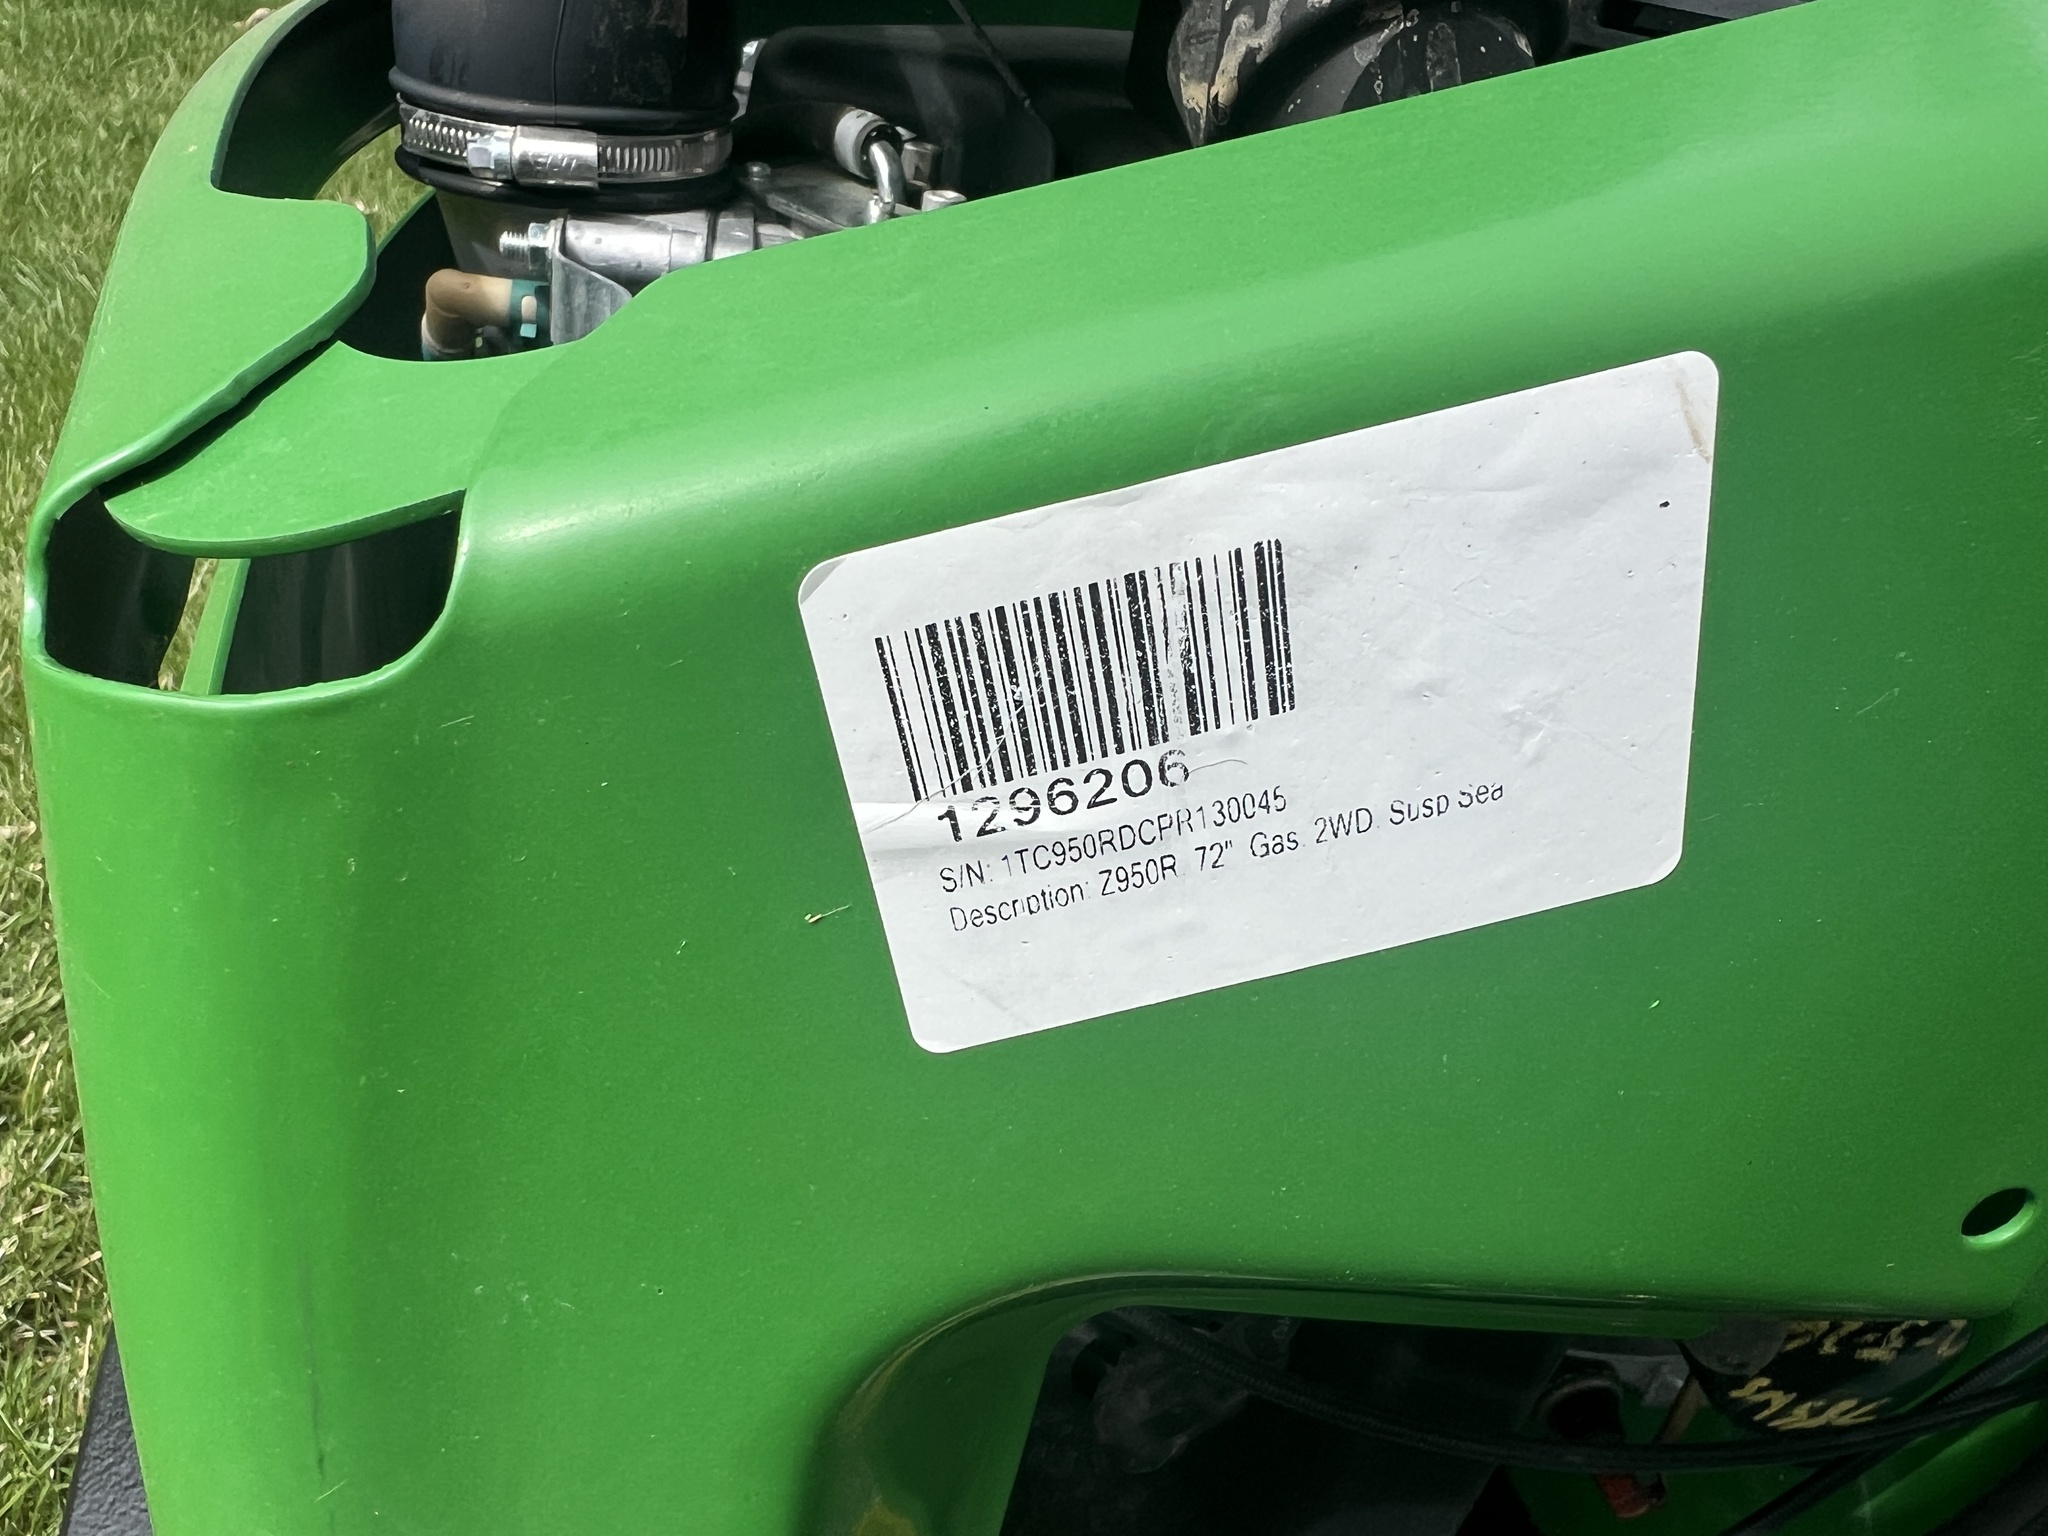 1296206
S/N: 1TC950RDCPR130045
Description: Z950R, 72" Gas, 2WD, Susp Sea